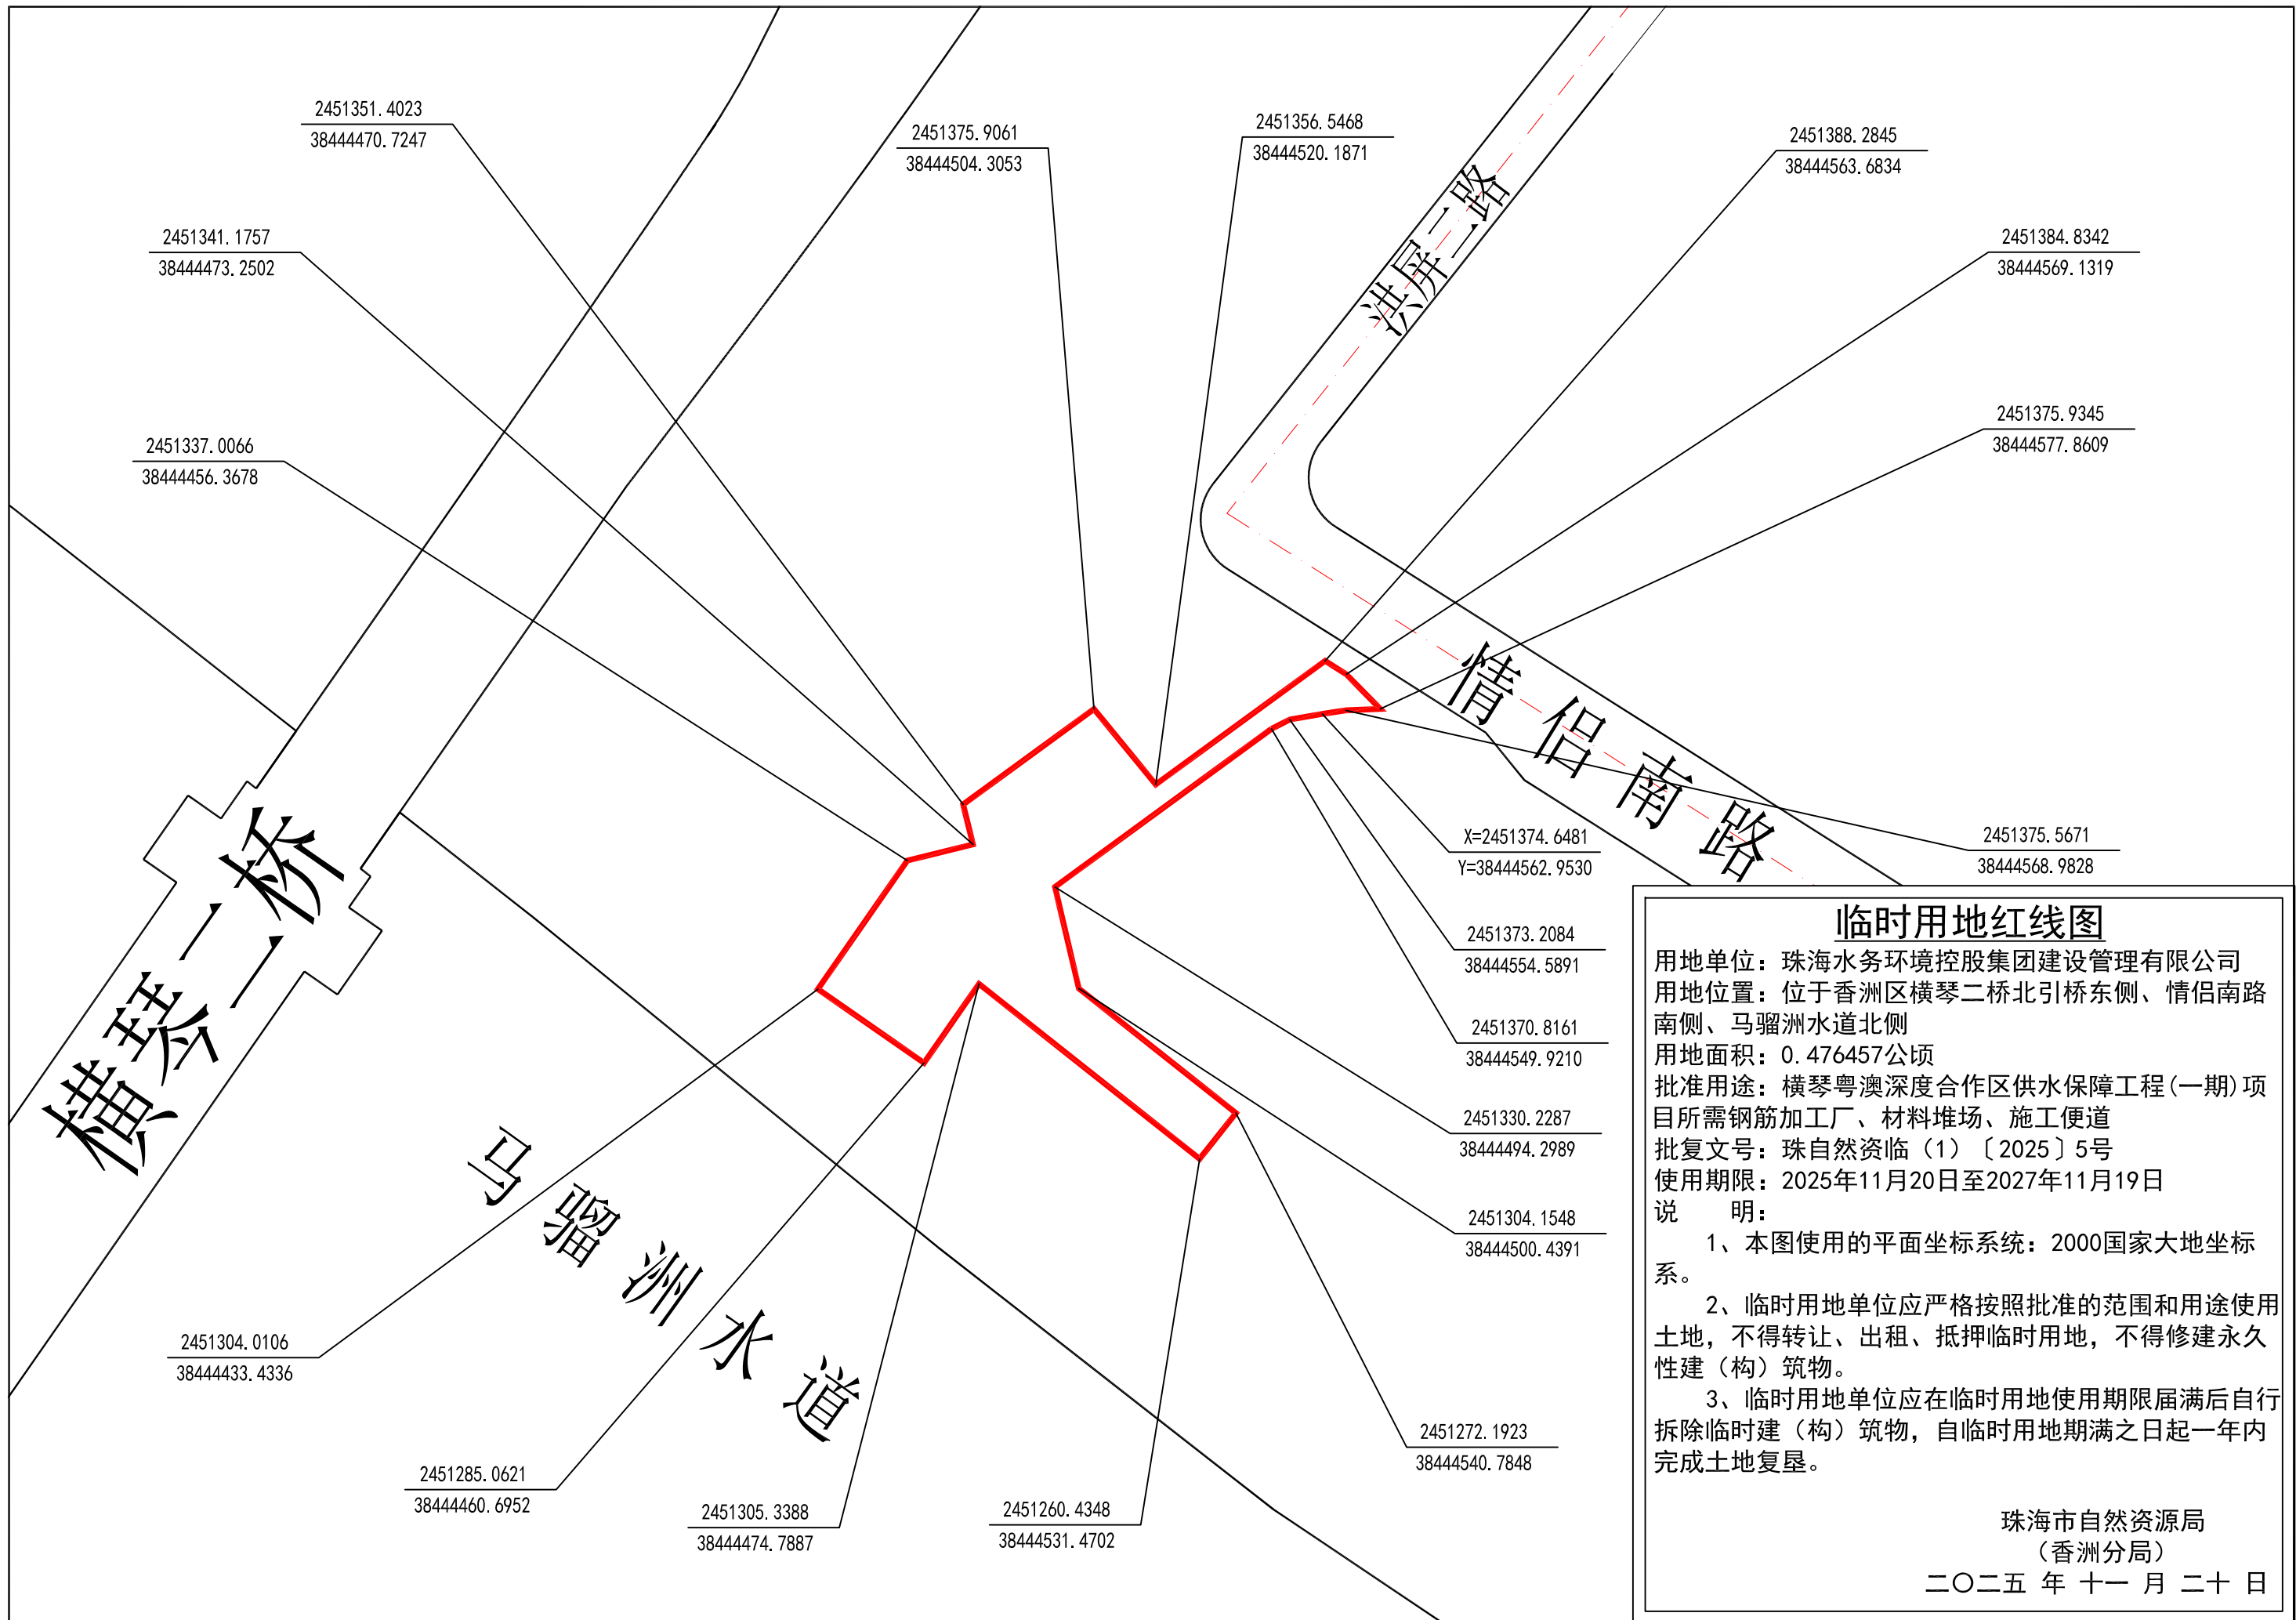 2451351.4023
38444470.7247
2451375.9061
38444504.3053
2451356.5468
38444520.1871
2451388.2845
38444563.6834
2451341.1757
38444473.2502
2451384.8342
38444569.1319
2451337.0066
38444456.3678
2451375.9345
38444577.8609
洪屏二路
情侣南路
横琴二桥
马骝洲水道
X=2451374.6481
Y=38444562.9530
2451375.5671
38444568.9828
2451373.2084
38444554.5891
2451370.8161
38444549.9210
2451330.2287
38444494.2989
2451304.1548
38444500.4391
2451304.0106
38444433.4336
2451285.0621
38444460.6952
2451305.3388
38444474.7887
2451260.4348
38444531.4702
2451272.1923
38444540.7848
临时用地红线图
用地单位：珠海水务环境控股集团建设管理有限公司
用地位置：位于香洲区横琴二桥北引桥东侧、情侣南路
南侧、马骝洲水道北侧
用地面积：0.476457公顷
批准用途：横琴粤澳深度合作区供水保障工程(一期)项
目所需钢筋加工厂、材料堆场、施工便道
批复文号：珠自然资临（1）〔2025〕5号
使用期限：2025年11月20日至2027年11月19日
说　　明：
1、本图使用的平面坐标系统：2000国家大地坐标
系。
2、临时用地单位应严格按照批准的范围和用途使用
土地，不得转让、出租、抵押临时用地，不得修建永久
性建（构）筑物。
3、临时用地单位应在临时用地使用期限届满后自行
拆除临时建（构）筑物，自临时用地期满之日起一年内
完成土地复垦。
珠海市自然资源局
（香洲分局）
二〇二五 年 十一 月 二十 日